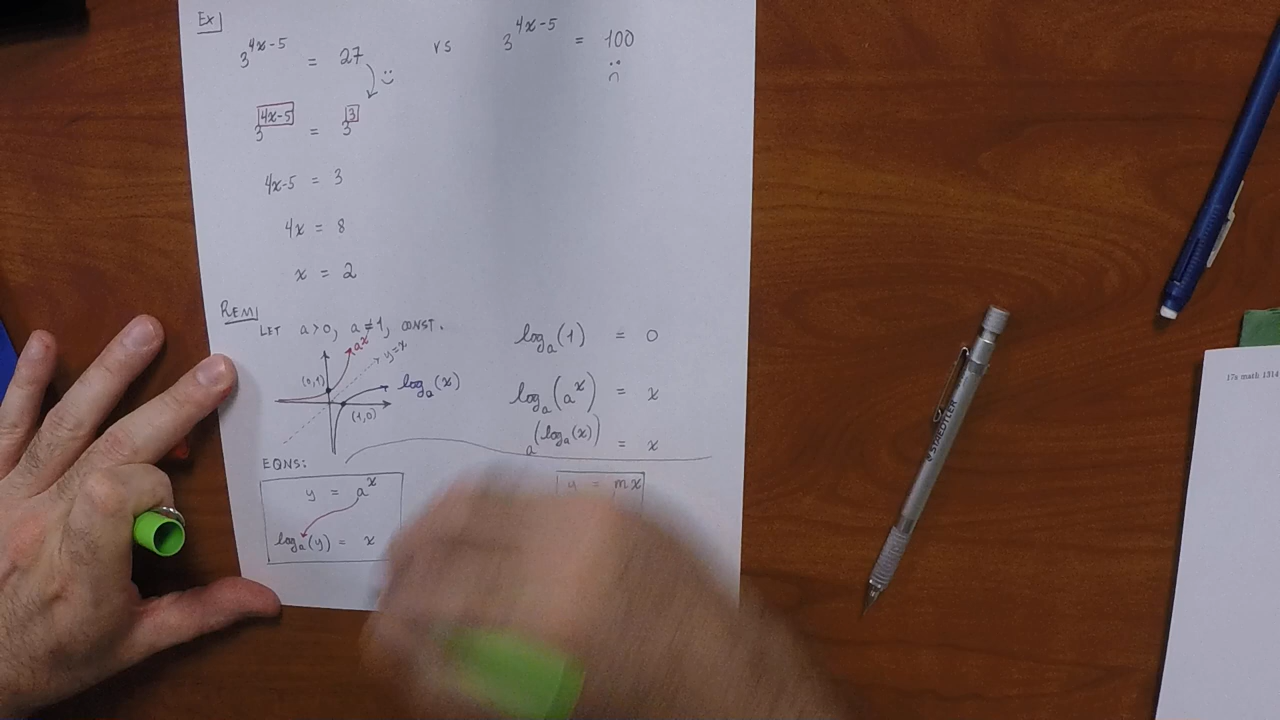 Ex
3^{4x-5} = 27 vs 3^{4x-5} = 100
3^{4x-5} = 3^{3}
4x-5 = 3
4x = 8
x = 2
REM
LET a>0, a≠1, CONST.
a^x
y=x
(0,1)
log_a(x)
(1,0)
log_a(1) = 0
log_a(a^x) = x
a^{(log_a(x))} = x
EQNS:
y = a^x
log_a(y) = x
y = mx
STAEDTLER
17s math 1314